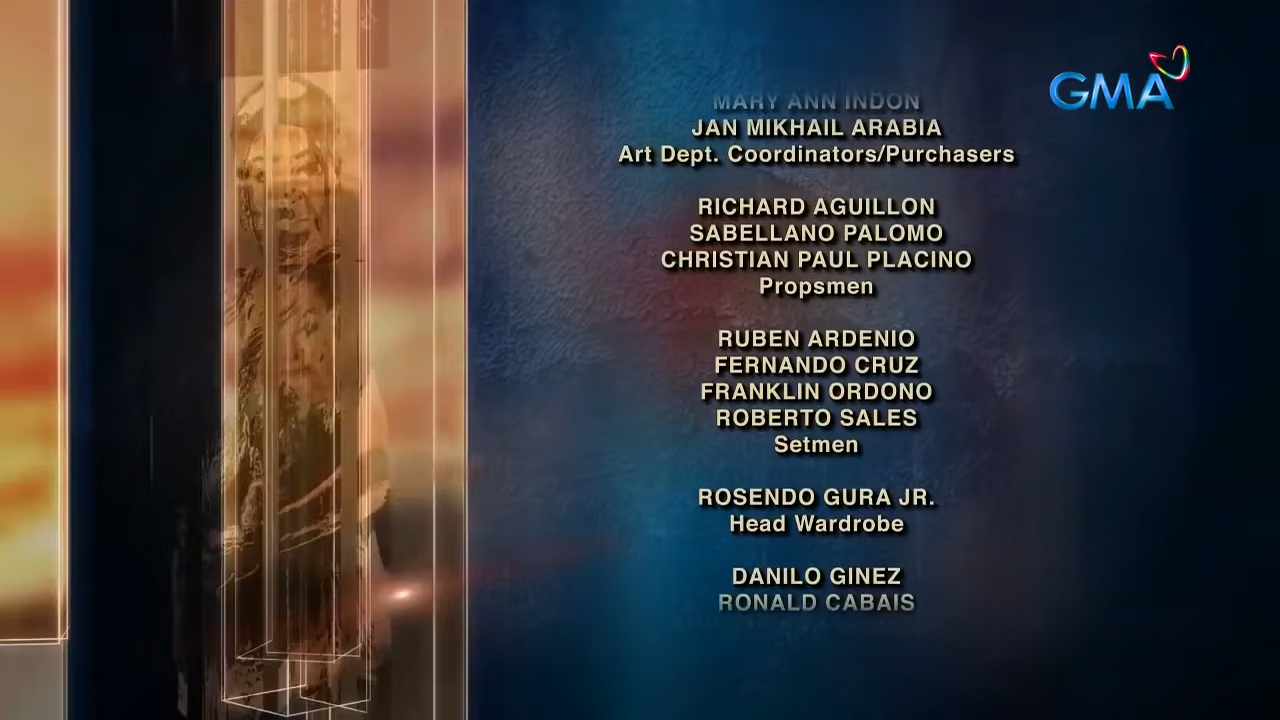 GMA
MARY ANN INDON
JAN MIKHAIL ARABIA
Art Dept. Coordinators/Purchasers
RICHARD AGUILLON
SABELLANO PALOMO
CHRISTIAN PAUL PLACINO
Propsmen
RUBEN ARDENIO
FERNANDO CRUZ
FRANKLIN ORDONO
ROBERTO SALES
Setmen
ROSENDO GURA JR.
Head Wardrobe
DANILO GINEZ
RONALD CABAIS